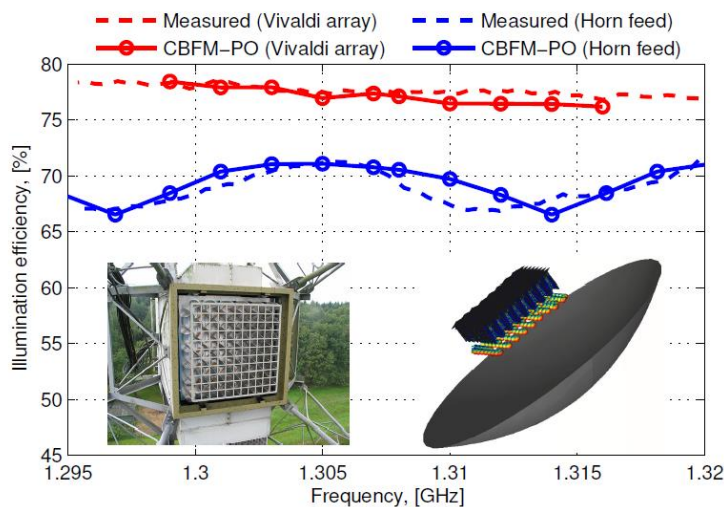 Measured (Vivaldi array) Measured (Horn feed)
CBFM−PO (Vivaldi array) CBFM−PO (Horn feed)
80
75
70
65
60
55
50
45
Illumination efficiency, [%]
1.295 1.3 1.305 1.31 1.315 1.32
Frequency, [GHz]